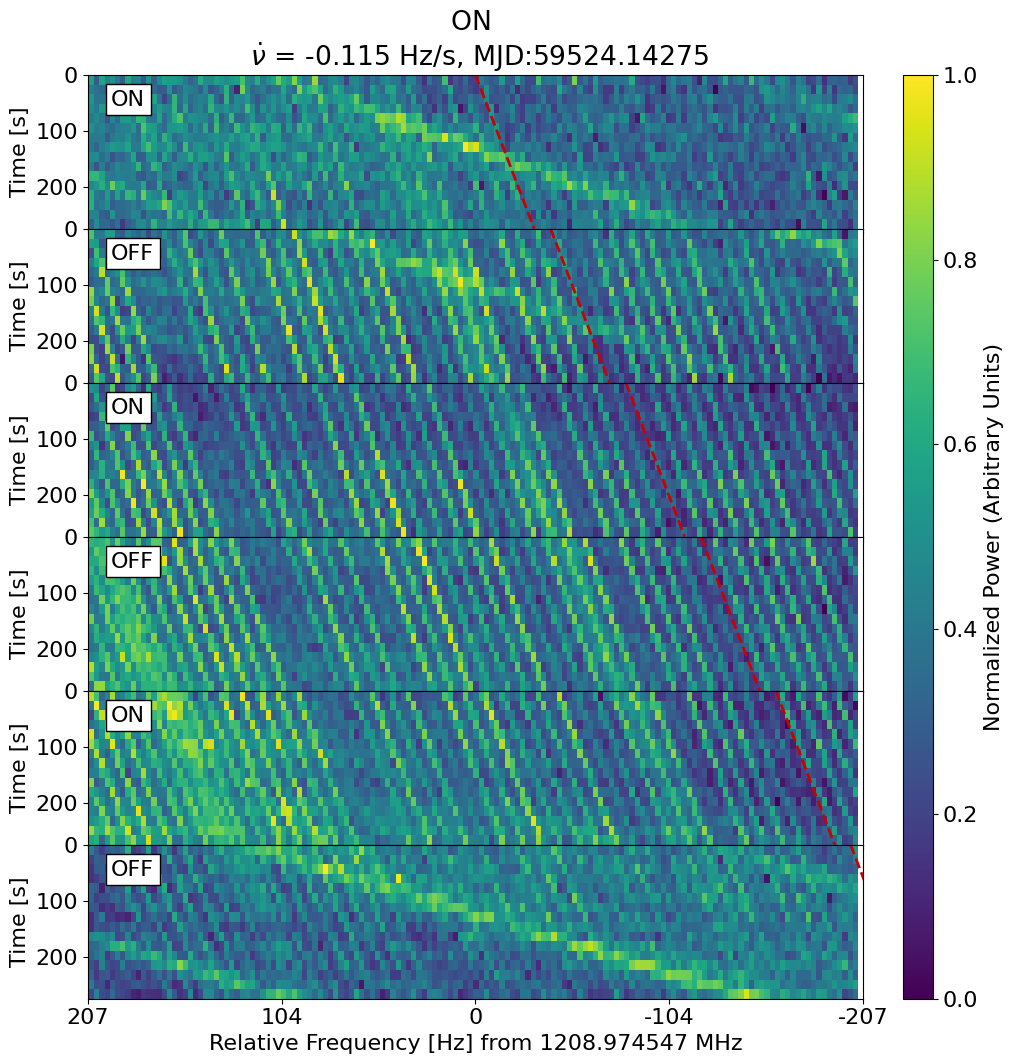 ON
ν̇ = -0.115 Hz/s, MJD:59524.14275
0
100
200
Time [s]
ON
0
100
200
Time [s]
OFF
0
100
200
Time [s]
ON
0
100
200
Time [s]
OFF
0
100
200
Time [s]
ON
0
100
200
Time [s]
OFF
207 104 0 -104 -207
Relative Frequency [Hz] from 1208.974547 MHz
1.0
0.8
0.6
0.4
0.2
0.0
Normalized Power (Arbitrary Units)